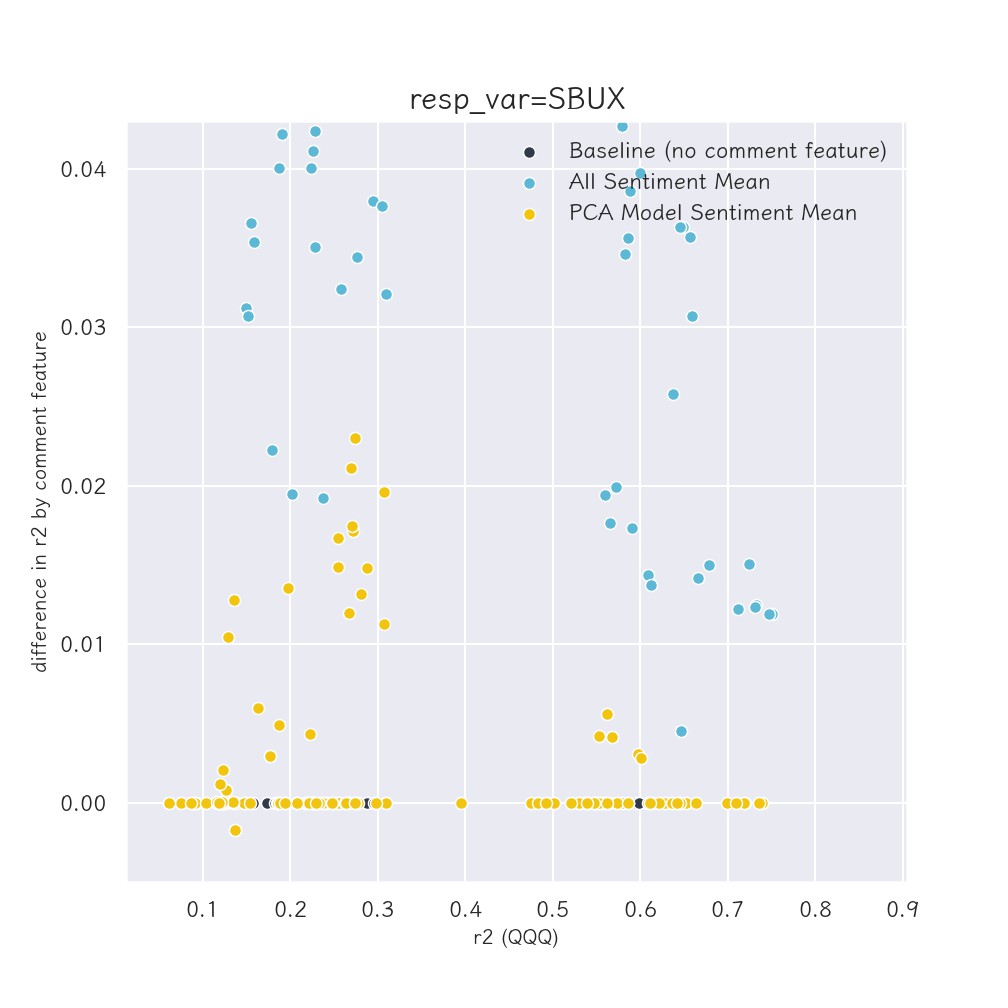 resp_var=SBUX
Baseline (no comment feature)
All Sentiment Mean
PCA Model Sentiment Mean
difference in r2 by comment feature
0.04
0.03
0.02
0.01
0.00
0.1 0.2 0.3 0.4 0.5 0.6 0.7 0.8 0.9
r2 (QQQ)